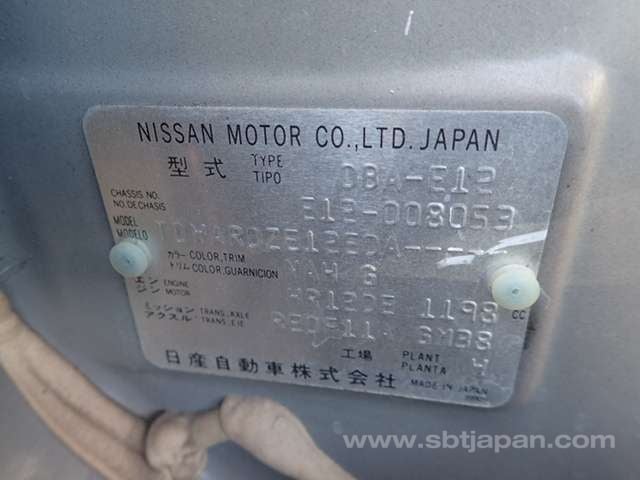 NISSAN MOTOR CO.,LTD. JAPAN
型式 TYPE TIPO DBA-E12
CHASSIS NO. NO.DE CHASIS E12-008053
MODEL MODELO
カラー COLOR, TRIM
トリム COLOR, GUARNICION G
エンジン ENGINE MOTOR HR12DE 1198 CC
ミッション TRANS., AXLE
アクスル TRANS., EJE RE0F11 GM38
工場 PLANT PLANTA
日産自動車株式会社 MADE IN JAPAN
www.sbtjapan.com